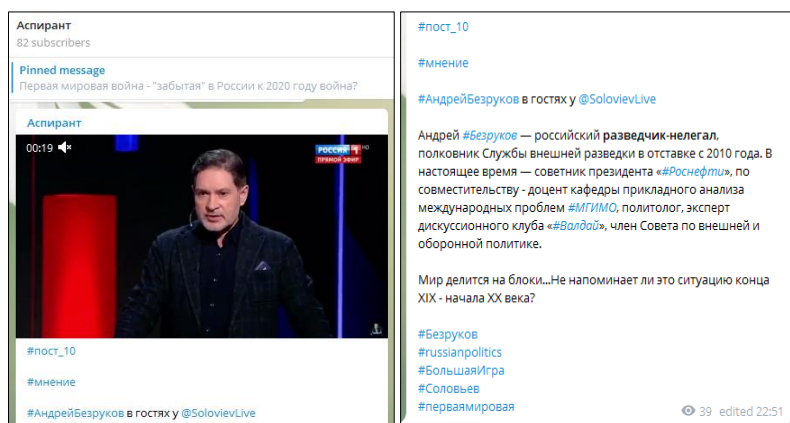 Аспирант
82 subscribers
Pinned message
Первая мировая война - "забытая" в России к 2020 году война?
Аспирант
00:19
РОССИЯ 1 HD
ПРЯМОЙ ЭФИР
#пост_10
#мнение
#АндрейБезруков в гостях у @SolovievLive
#пост_10
#мнение
#АндрейБезруков в гостях у @SolovievLive
Андрей #Безруков — российский разведчик-нелегал,
полковник Службы внешней разведки в отставке с 2010 года. В
настоящее время — советник президента «#Роснефти», по
совместительству - доцент кафедры прикладного анализа
международных проблем #МГИМО, политолог, эксперт
дискуссионного клуба «#Валдай», член Совета по внешней и
оборонной политике.
Мир делится на блоки...Не напоминает ли это ситуацию конца
XIX - начала XX века?
#Безруков
#russianpolitics
#БольшаяИгра
#Соловьев
#перваямировая
39 edited 22:51